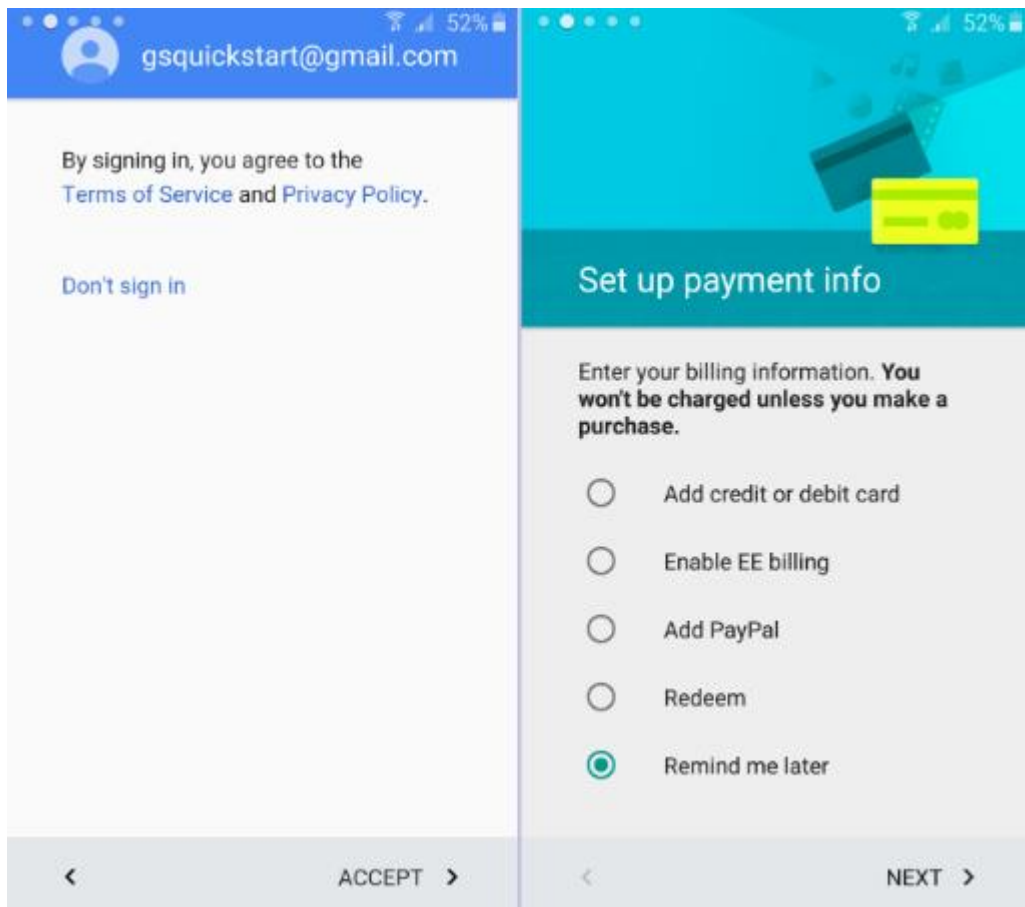 52%
gsquickstart@gmail.com
By signing in, you agree to the
Terms of Service and Privacy Policy.
Don't sign in
ACCEPT
52%
Set up payment info
Enter your billing information. You
won't be charged unless you make a
purchase.
Add credit or debit card
Enable EE billing
Add PayPal
Redeem
Remind me later
NEXT